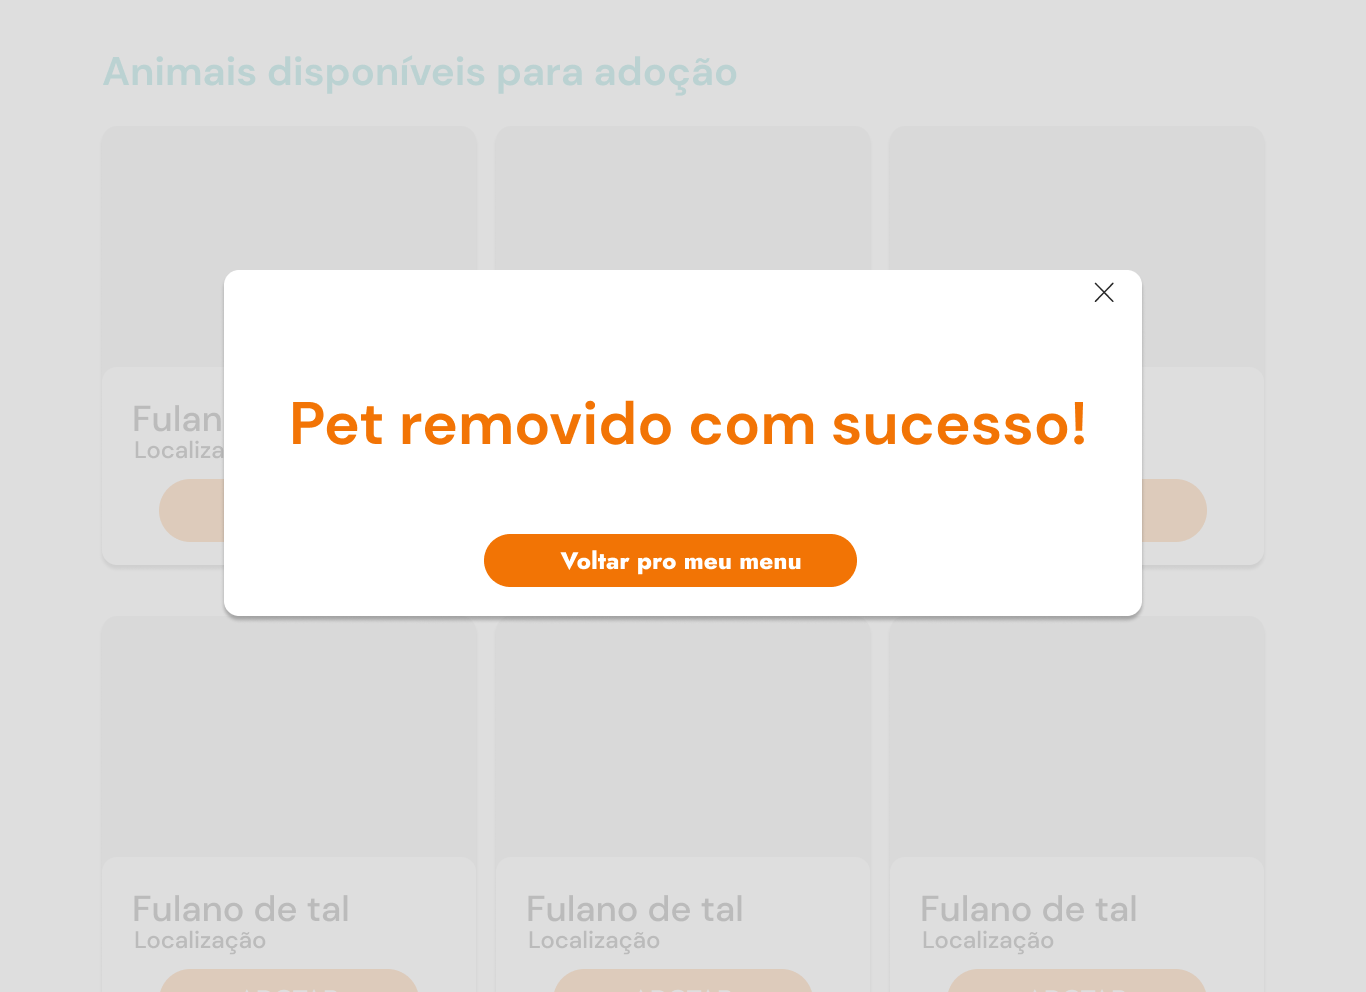 Animais disponíveis para adoção
Pet removido com sucesso!
Voltar pro meu menu
Fulano de tal
Localização
Fulano de tal
Localização
Fulano de tal
Localização